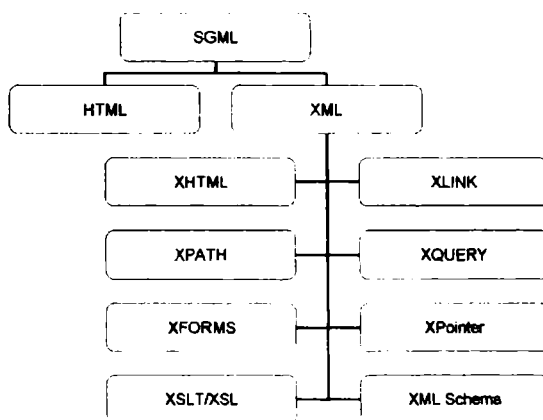 SGML
HTML XML
XHTML XLINK
XPATH XQUERY
XFORMS XPointer
XSLT/XSL XML Schema